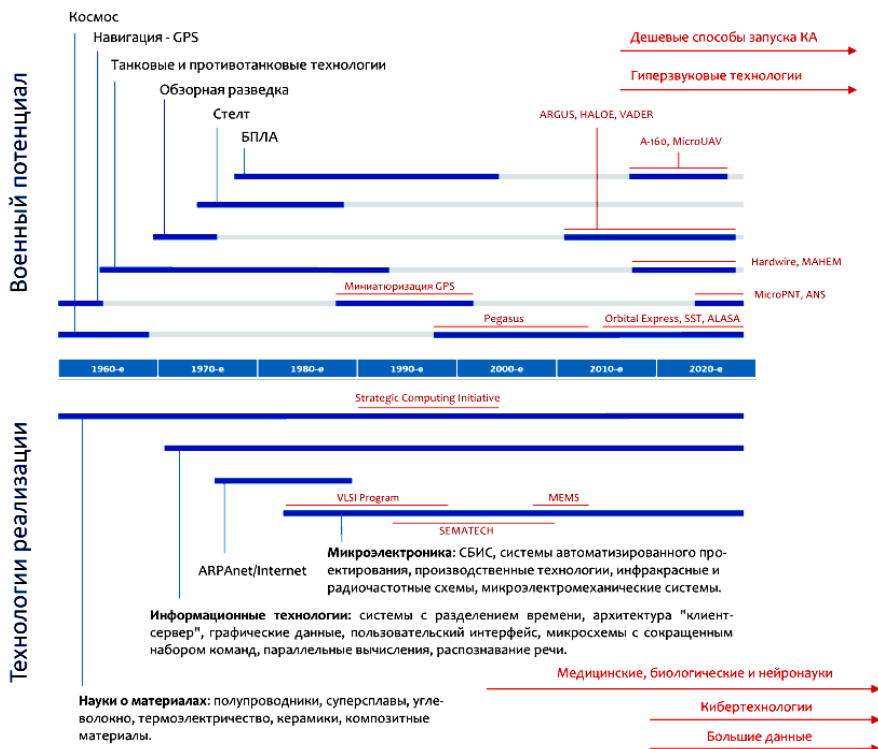 Военный потенциал
Космос
Навигация - GPS
Танковые и противотанковые технологии
Обзорная разведка
Стелт
БПЛА
Дешевые способы запуска КА
Гиперзвуковые технологии
ARGUS, HALOE, VADER
A-160, MicroUAV
Hardwire, MAHEM
Миниатюризация GPS
MicroPNT, ANS
Pegasus
Orbital Express, SST, ALASA
1960-е 1970-е 1980-е 1990-е 2000-е 2010-е 2020-е
Технологии реализации
Strategic Computing Initiative
VLSI Program
MEMS
SEMATECH
ARPAnet/Internet
Микроэлектроника: СБИС, системы автоматизированного про-
ектирования, производственные технологии, инфракрасные и
радиочастотные схемы, микроэлектромеханические системы.
Информационные технологии: системы с разделением времени, архитектура "клиент-
сервер", графические данные, пользовательский интерфейс, микросхемы с сокращенным
набором команд, параллельные вычисления, распознавание речи.
Науки о материалах: полупроводники, суперсплавы, угле-
волокно, термоэлектричество, керамики, композитные
материалы.
Медицинские, биологические и нейронауки
Кибертехнологии
Большие данные